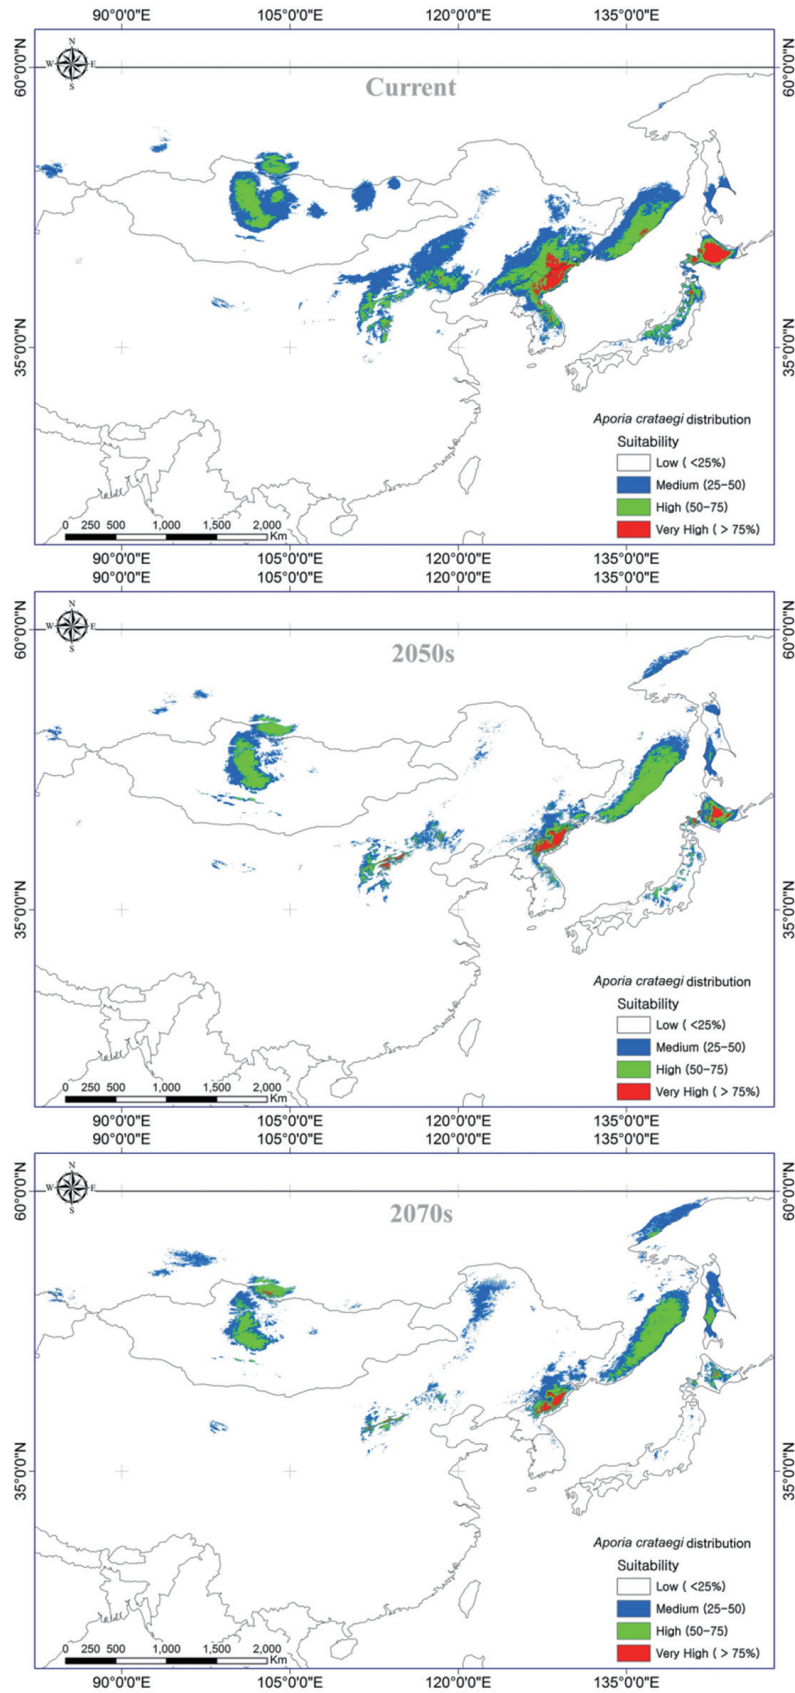 90°0'0"E 105°0'0"E 120°0'0"E 135°0'0"E
60°0'0"N
60°0'0"N
N
W E
S
Current
35°0'0"N
35°0'0"N
Aporia crataegi distribution
Suitability
Low ( <25%)
Medium (25-50)
High (50-75)
Very High ( > 75%)
0 250 500 1,000 1,500 2,000
Km
90°0'0"E 105°0'0"E 120°0'0"E 135°0'0"E
90°0'0"E 105°0'0"E 120°0'0"E 135°0'0"E
60°0'0"N
60°0'0"N
N
W E
S
2050s
35°0'0"N
35°0'0"N
Aporia crataegi distribution
Suitability
Low ( <25%)
Medium (25-50)
High (50-75)
Very High ( > 75%)
0 250 500 1,000 1,500 2,000
Km
90°0'0"E 105°0'0"E 120°0'0"E 135°0'0"E
90°0'0"E 105°0'0"E 120°0'0"E 135°0'0"E
60°0'0"N
60°0'0"N
N
W E
S
2070s
35°0'0"N
35°0'0"N
Aporia crataegi distribution
Suitability
Low ( <25%)
Medium (25-50)
High (50-75)
Very High ( > 75%)
0 250 500 1,000 1,500 2,000
Km
90°0'0"E 105°0'0"E 120°0'0"E 135°0'0"E